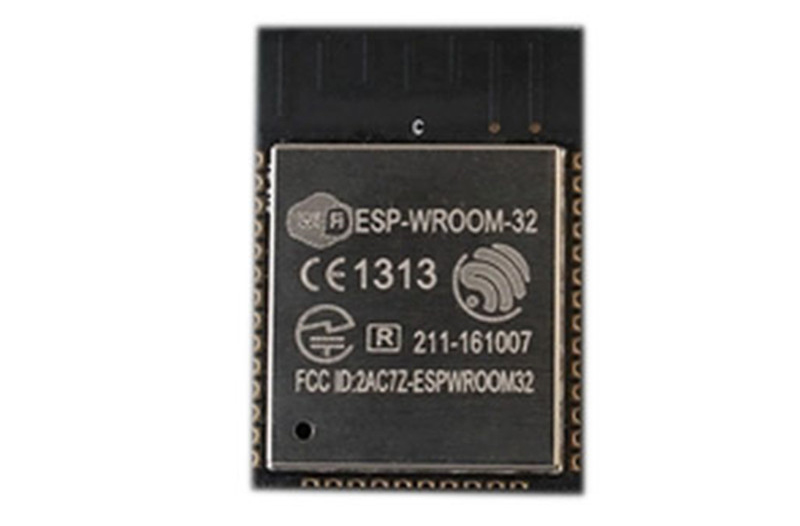 C
ESP-WROOM-32
CE1313
R 211-161007
FCC ID:2AC7Z-ESPWROOM32